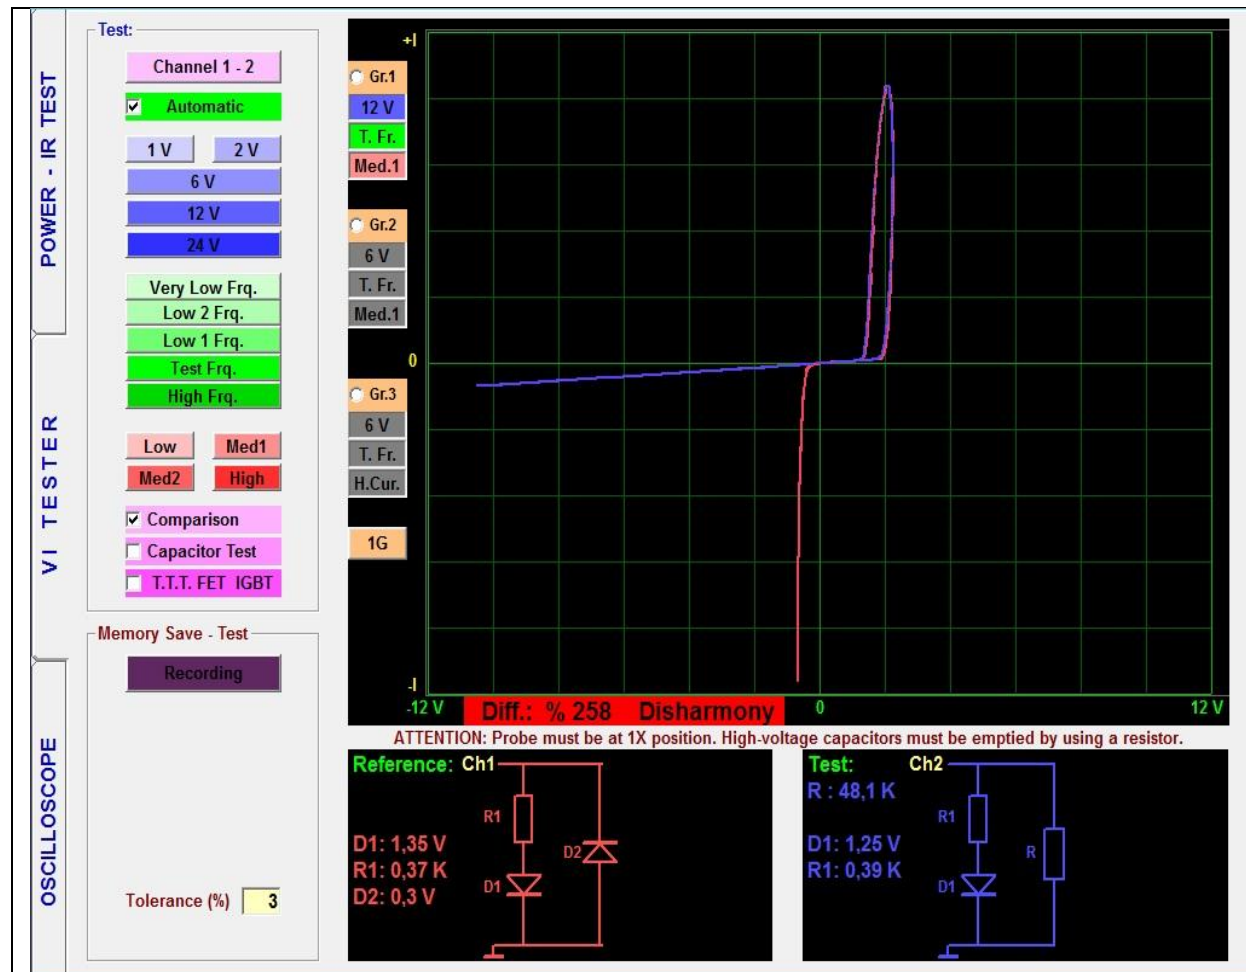 POWER - IR TEST
VI TESTER
OSCILLOSCOPE
Test:
Channel 1 - 2
Automatic
1 V 2 V
6 V
12 V
24 V
Very Low Frq.
Low 2 Frq.
Low 1 Frq.
Test Frq.
High Frq.
Low Med1
Med2 High
Comparison
Capacitor Test
T.T.T. FET IGBT
Memory Save - Test
Recording
Tolerance (%) 3
Gr.1
12 V
T. Fr.
Med.1
Gr.2
6 V
T. Fr.
Med.1
Gr.3
6 V
T. Fr.
H.Cur.
1G
+I
0
-I
-12 V 0 12 V
Diff.: % 258 Disharmony
ATTENTION: Probe must be at 1X position. High-voltage capacitors must be emptied by using a resistor.
Reference: Ch1
R1
D2
D1
D1: 1,35 V
R1: 0,37 K
D2: 0,3 V
Test: Ch2
R : 48,1 K
R1
R
D1
D1: 1,25 V
R1: 0,39 K